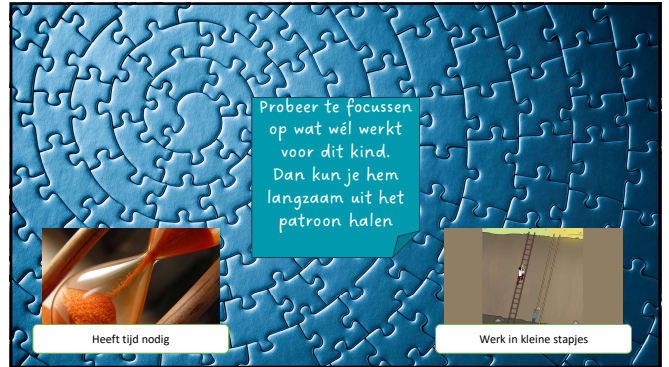 Probeer te focussen
op wat wél werkt
voor dit kind.
Dan kun je hem
langzaam uit het
patroon halen
Heeft tijd nodig
Werk in kleine stapjes